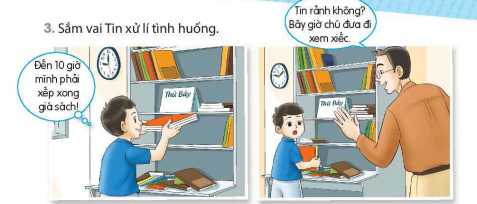 3. Sắm vai Tin xử lí tình huống.
Đến 10 giờ
mình phải
xếp xong
giá sách!
Thứ Bảy
Tin rảnh không?
Bây giờ chú đưa đi
xem xiếc.
Thứ Bảy